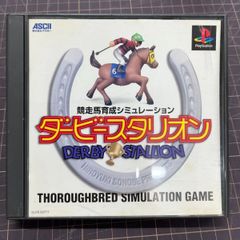 ASCII
PlayStation
6
競走馬育成シミュレーション
ダービースタリオン
DERBY STALLION
THOROUGHBRED SIMULATION GAME